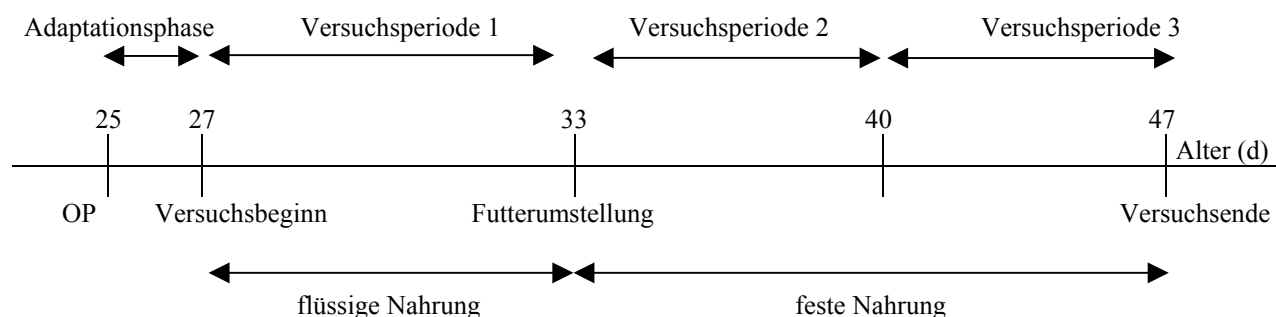 Adaptationsphase Versuchsperiode 1 Versuchsperiode 2 Versuchsperiode 3
25 27 33 40 47
Alter (d)
OP Versuchsbeginn Futterumstellung Versuchsende
flüssige Nahrung feste Nahrung